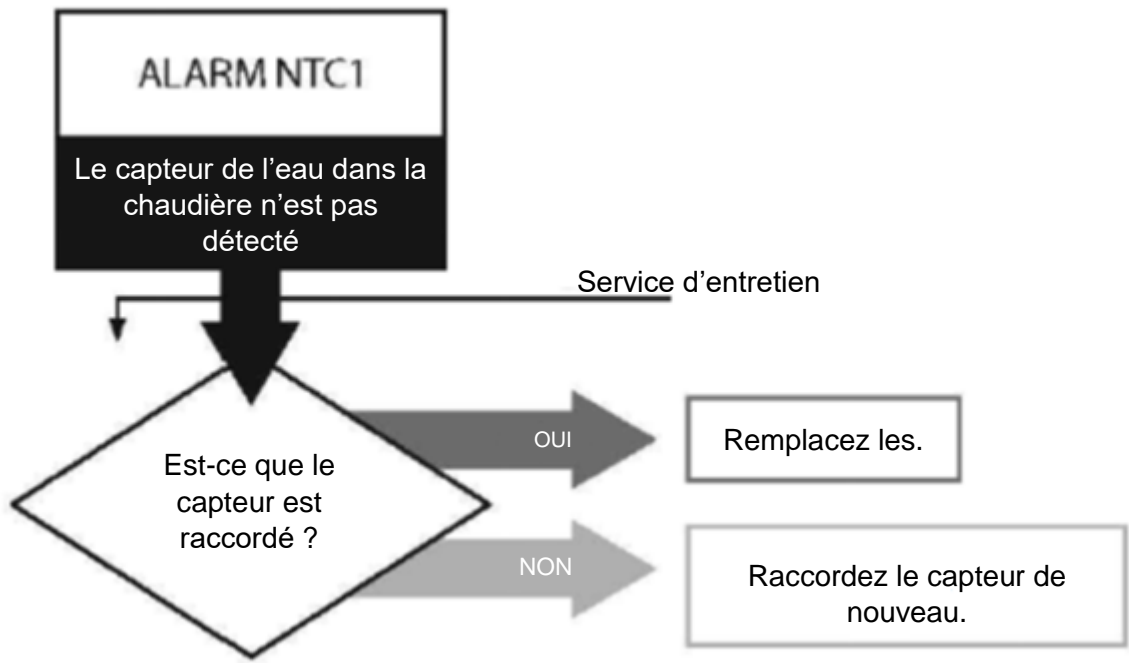 ALARM NTC1
Le capteur de l’eau dans la
chaudière n’est pas
détecté
Service d’entretien
Est-ce que le
capteur est
raccordé ?
OUI
Remplacez les.
NON
Raccordez le capteur de
nouveau.